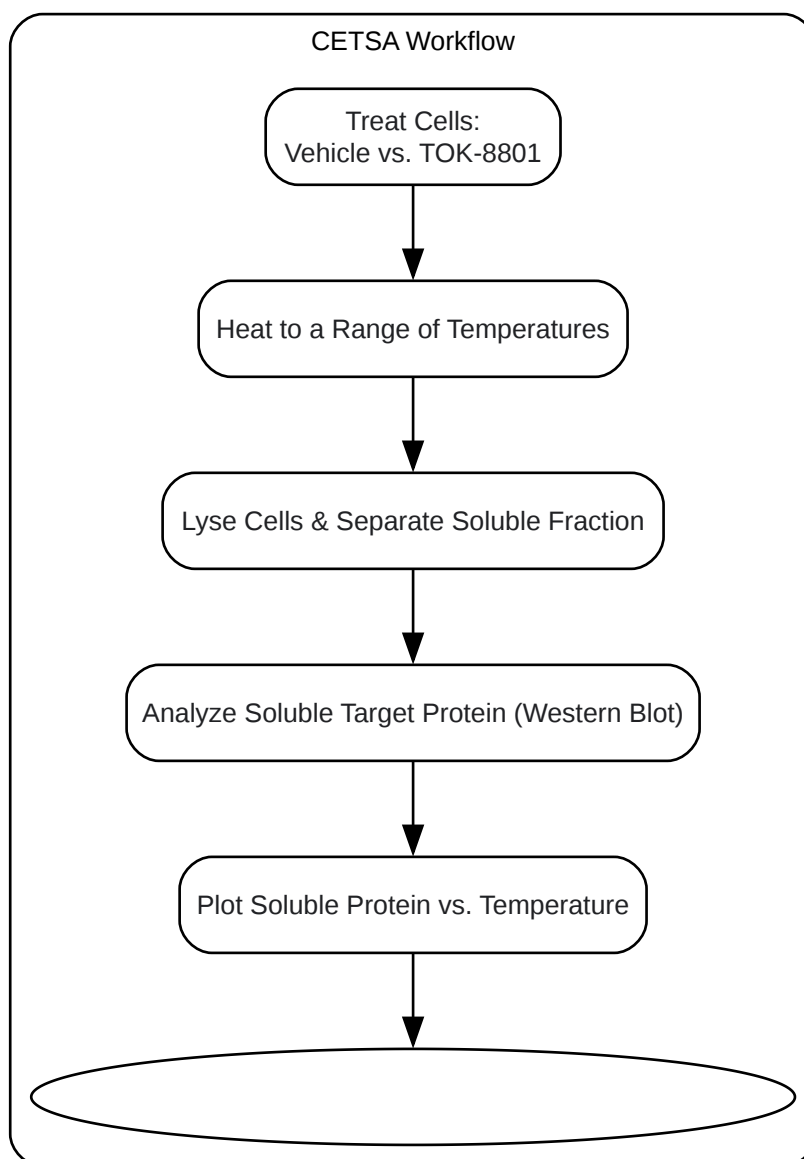 CETSA Workflow
Treat Cells:
Vehicle vs. TOK-8801
Heat to a Range of Temperatures
Lyse Cells & Separate Soluble Fraction
Analyze Soluble Target Protein (Western Blot)
Plot Soluble Protein vs. Temperature